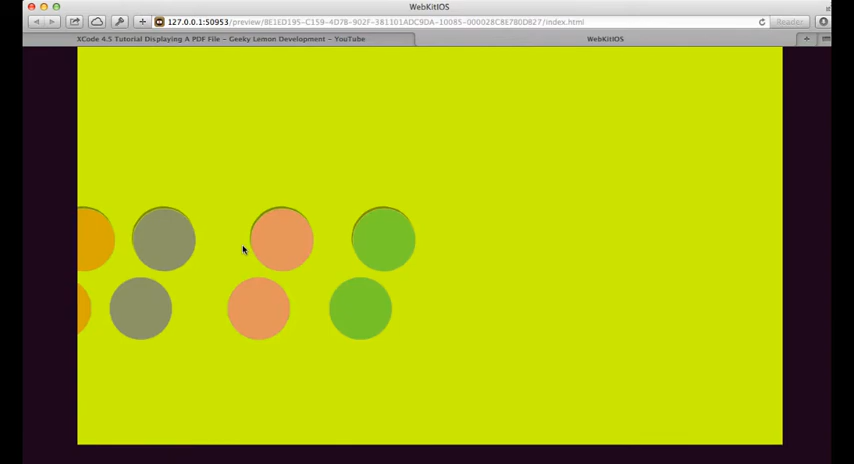 WebKitIOS
127.0.0.1:50953/preview/8E1ED195-C159-4D7B-902F-381101ADC9DA-10085-000028C8E780D827/index.html
Reader
XCode 4.5 Tutorial Displaying A PDF File – Geeky Lemon Development – YouTube
WebKitIOS